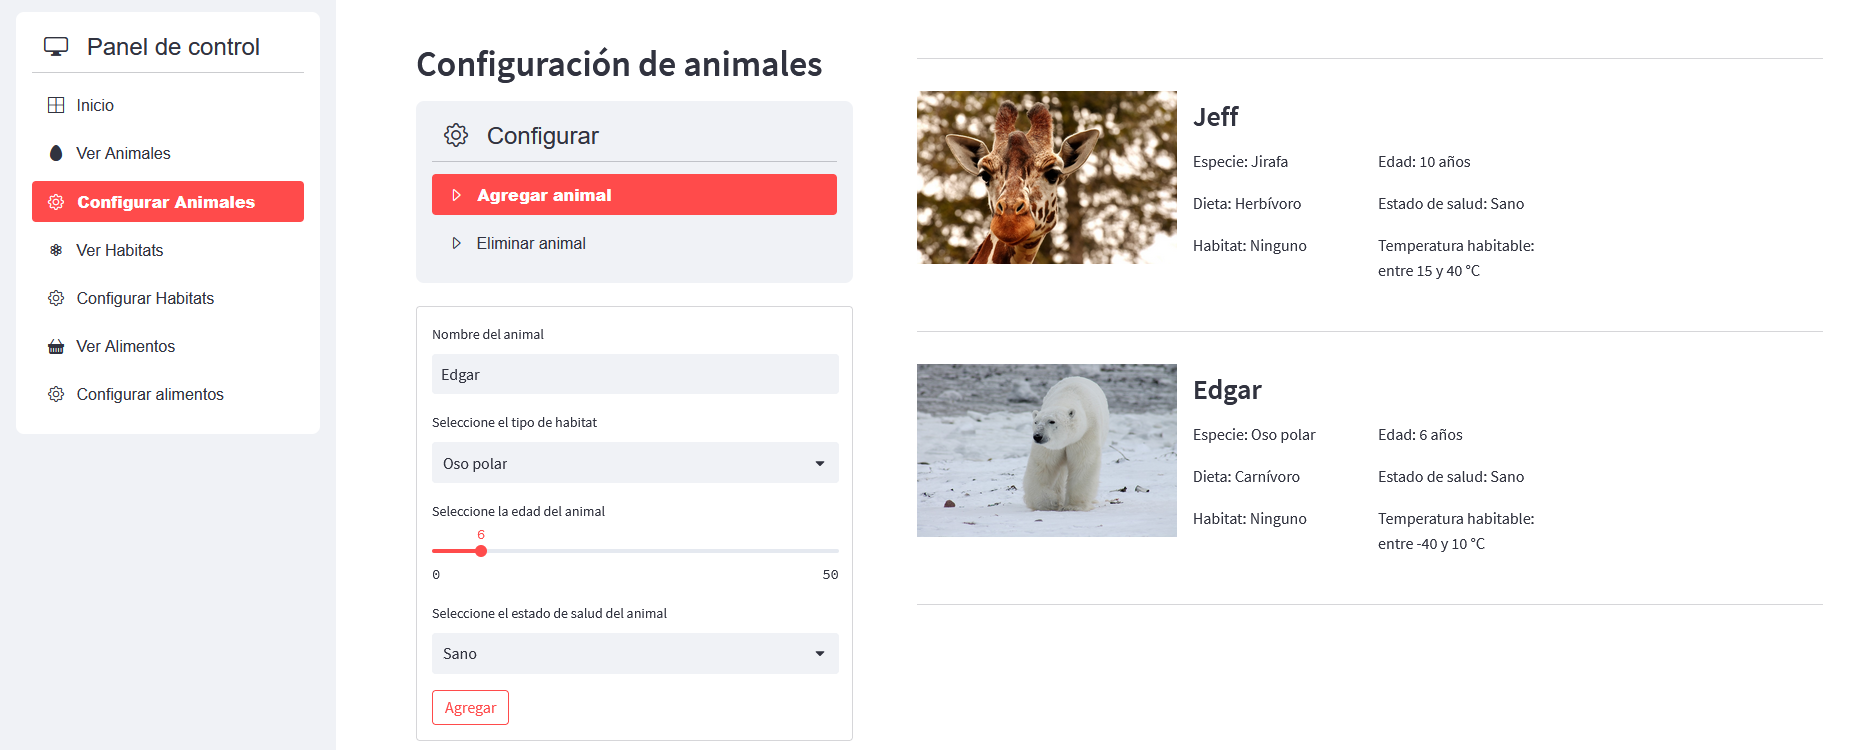 Panel de control
Inicio
Ver Animales
Configurar Animales
Ver Habitats
Configurar Habitats
Ver Alimentos
Configurar alimentos
Configuración de animales
Configurar
Agregar animal
Eliminar animal
Nombre del animal
Edgar
Seleccione el tipo de habitat
Oso polar
Seleccione la edad del animal
6
0 50
Seleccione el estado de salud del animal
Sano
Agregar
Jeff
Especie: Jirafa Edad: 10 años
Dieta: Herbívoro Estado de salud: Sano
Habitat: Ninguno Temperatura habitable:
entre 15 y 40 °C
Edgar
Especie: Oso polar Edad: 6 años
Dieta: Carnívoro Estado de salud: Sano
Habitat: Ninguno Temperatura habitable:
entre -40 y 10 °C